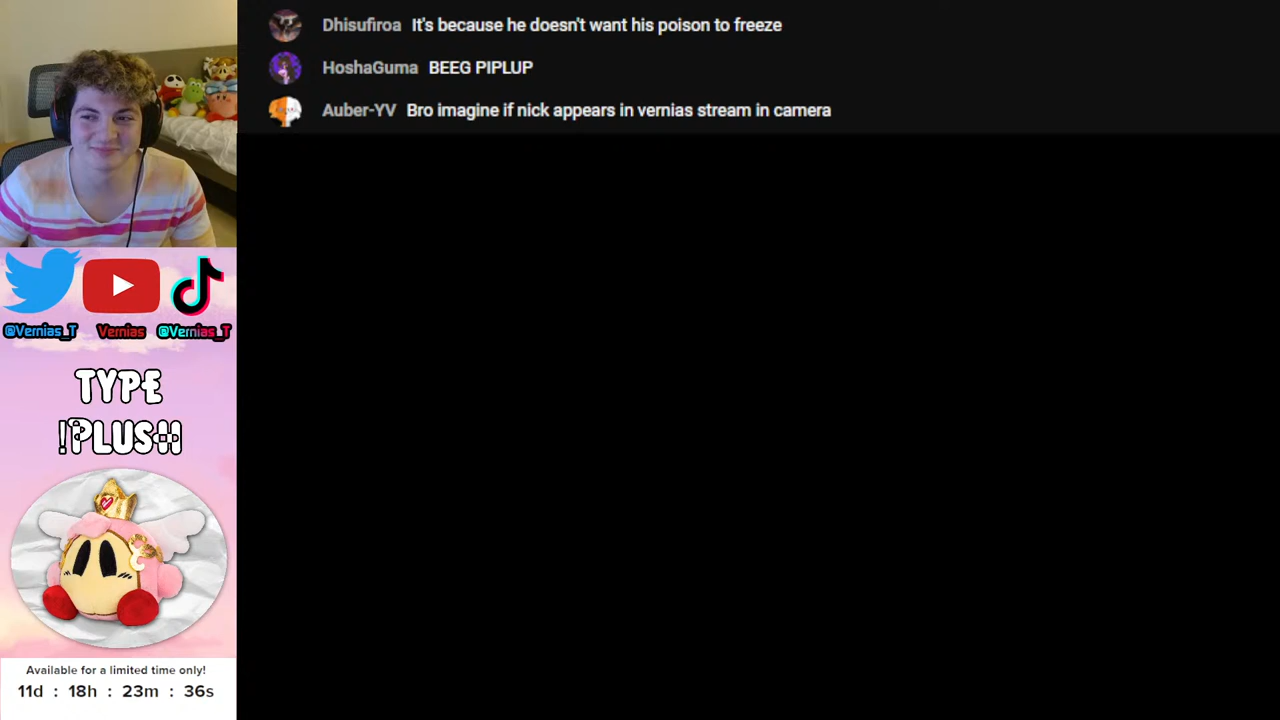 Dhisufiroa It's because he doesn't want his poison to freeze
HoshaGuma BEEG PIPLUP
Auber-YV Bro imagine if nick appears in vernias stream in camera
@Vernias_T Vernias @Vernias_T
TYPE
!PLUSH
Available for a limited time only!
11d : 18h : 23m : 36s